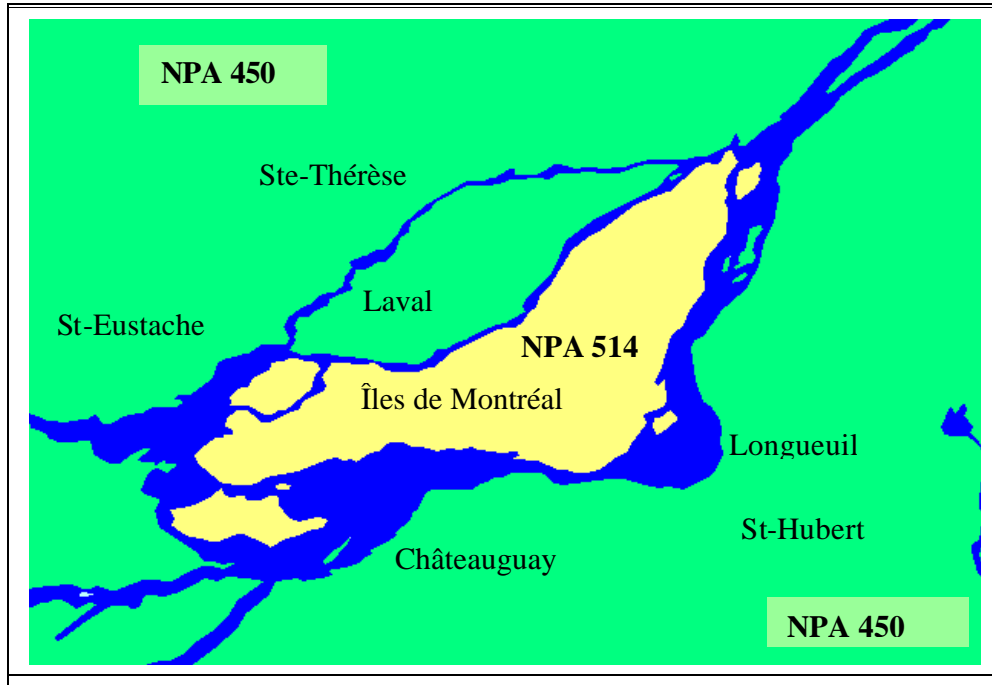 NPA 450
Ste-Thérèse
Laval
St-Eustache
NPA 514
Îles de Montréal
Longueuil
St-Hubert
Châteauguay
NPA 450